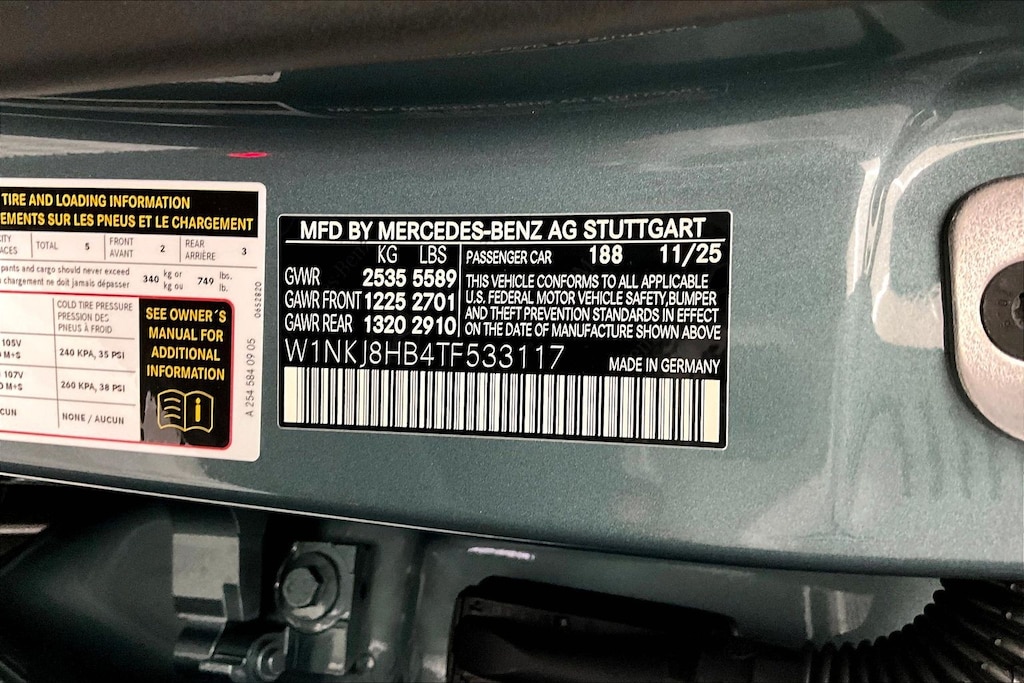 TIRE AND LOADING INFORMATION
EMENTS SUR LES PNEUS ET LE CHARGEMENT
CITY TOTAL 5 FRONT 2 REAR 3
ACES AVANT ARRIÈRE
pants and cargo should never exceed 340 kg or 749 lbs.
chargement ne doit jamais dépasser kg ou lb.
COLD TIRE PRESSURE
PRESSION DES
PNEUS À FROID
105V
M+S 240 KPA, 35 PSI
107V
M+S 260 KPA, 38 PSI
CUN NONE / AUCUN
SEE OWNER´S
MANUAL FOR
ADDITIONAL
INFORMATION
i
0652820
A 254 584 09 05
MFD BY MERCEDES-BENZ AG STUTTGART
KG LBS
GVWR 2535 5589
GAWR FRONT 1225 2701
GAWR REAR 1320 2910
PASSENGER CAR 188 11/25
THIS VEHICLE CONFORMS TO ALL APPLICABLE
U.S. FEDERAL MOTOR VEHICLE SAFETY,BUMPER
AND THEFT PREVENTION STANDARDS IN EFFECT
ON THE DATE OF MANUFACTURE SHOWN ABOVE
W1NKJ8HB4TF533117
MADE IN GERMANY